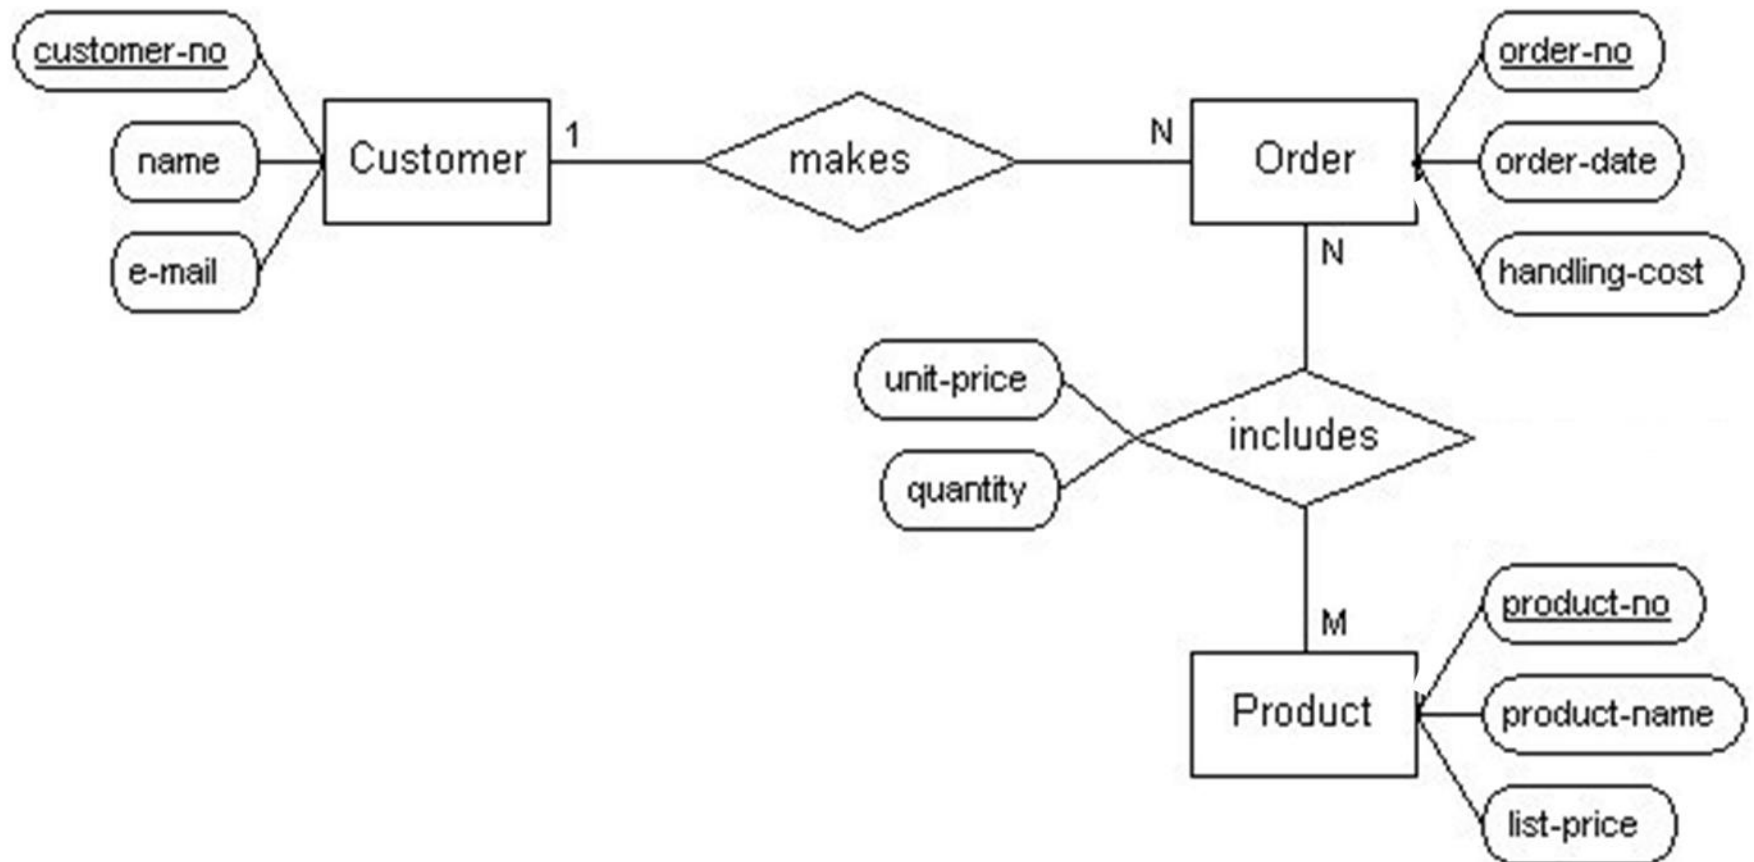 customer-no
name
e-mail
Customer
1
makes
N
Order
order-no
order-date
handling-cost
N
unit-price
quantity
includes
M
Product
product-no
product-name
list-price